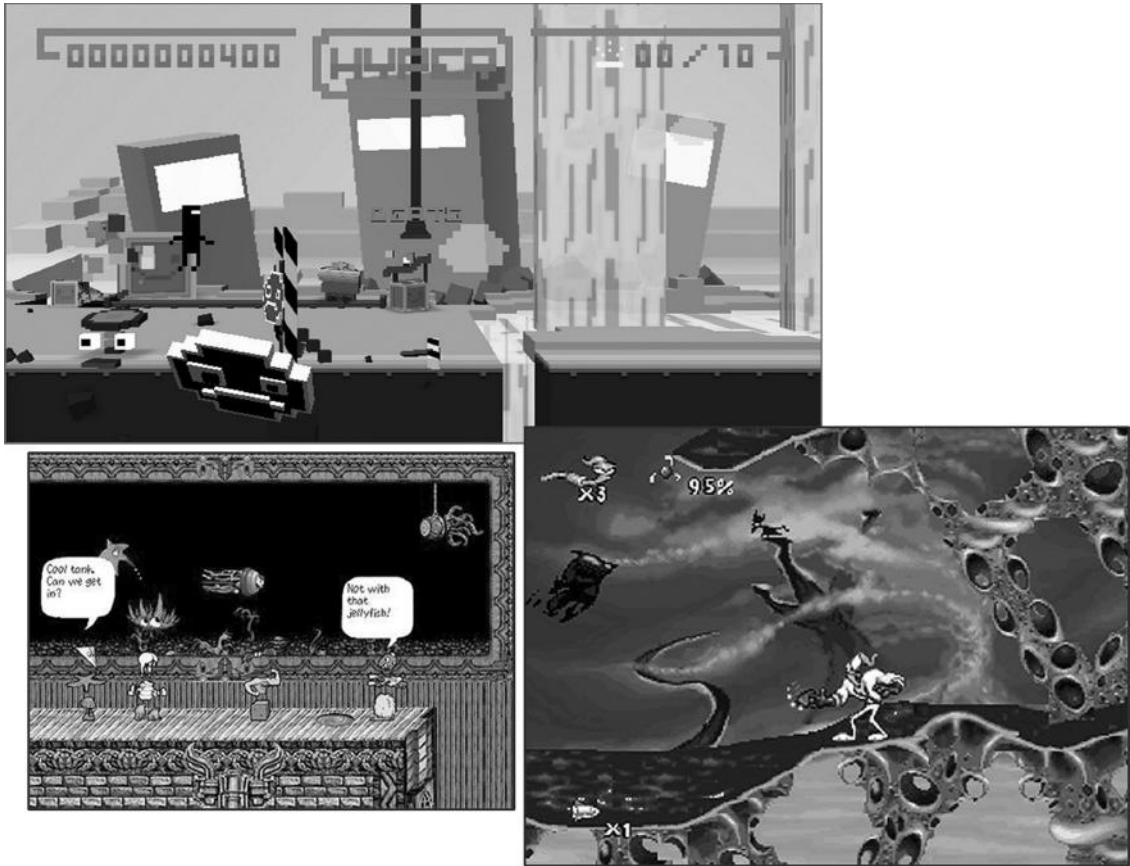 0000000400
HYPER
00/10
Cool tank.
Can we get
in?
Not with
that
jellyfish!
X3
95%
X1